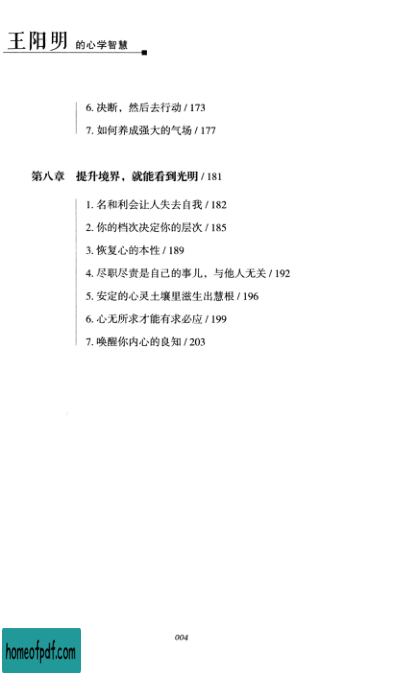 王阳明 的心学智慧
6. 决断，然后去行动 / 173
7. 如何养成强大的气场 / 177
第八章 提升境界，就能看到光明 / 181
1. 名和利会让人失去自我 / 182
2. 你的档次决定你的层次 / 185
3. 恢复心的本性 / 189
4. 尽职尽责是自己的事儿，与他人无关 / 192
5. 安定的心灵土壤里滋生出慧根 / 196
6. 心无所求才能有求必应 / 199
7. 唤醒你内心的良知 / 203
004
homeofpdf.com